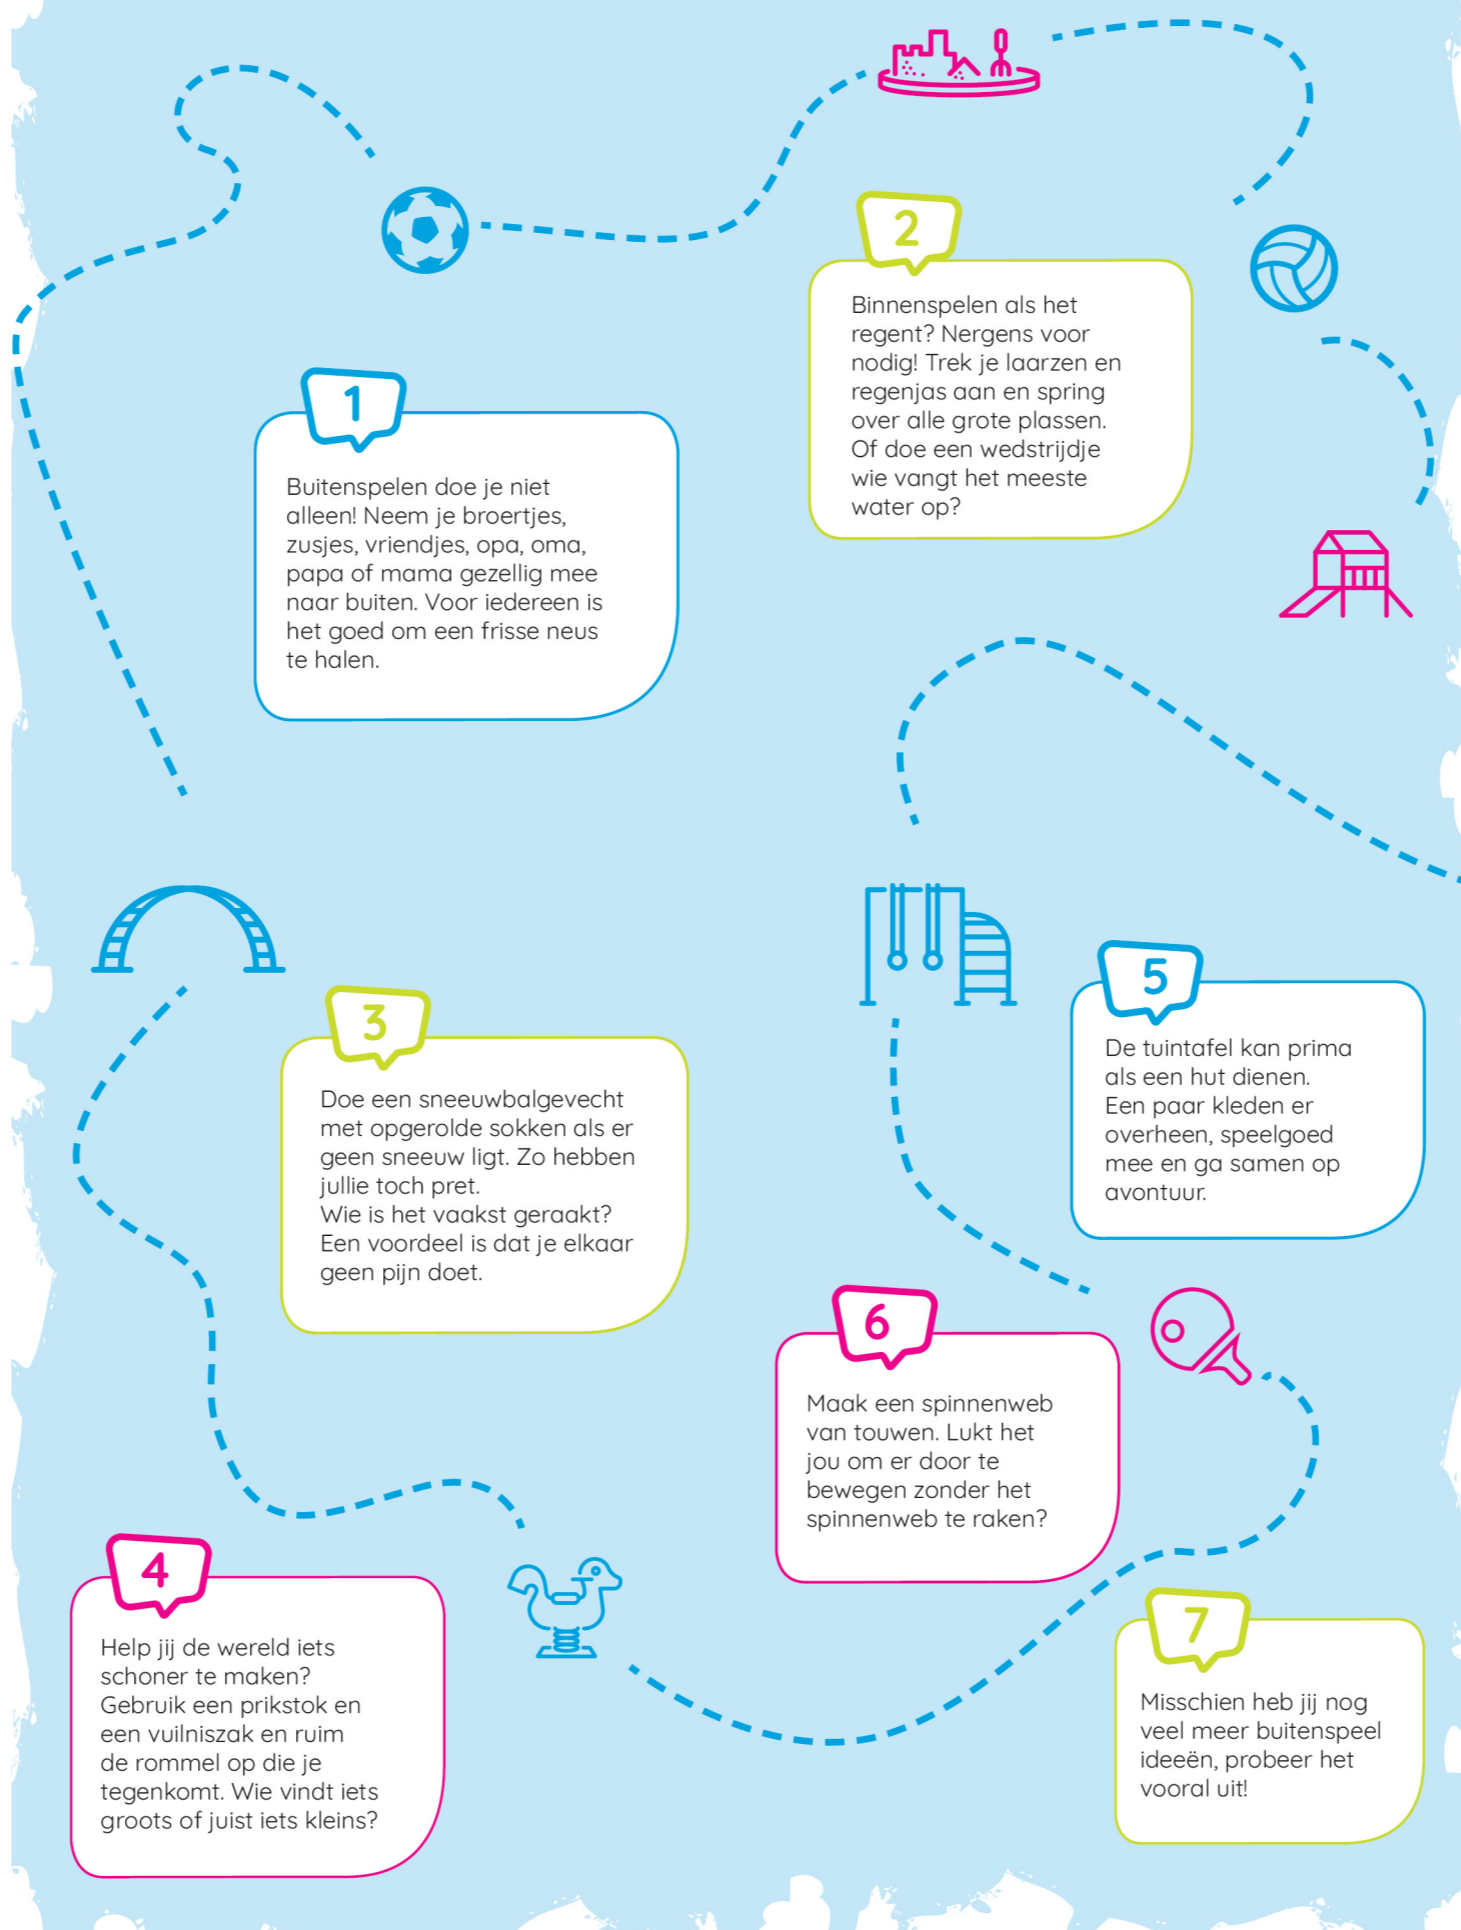 1
Buitenspelen doe je niet
alleen! Neem je broertjes,
zusjes, vriendjes, opa, oma,
papa of mama gezellig mee
naar buiten. Voor iedereen is
het goed om een frisse neus
te halen.
2
Binnenspelen als het
regent? Nergens voor
nodig! Trek je laarzen en
regenjas aan en spring
over alle grote plassen.
Of doe een wedstrijdje
wie vangt het meeste
water op?
3
Doe een sneeuwbalgevecht
met opgerolde sokken als er
geen sneeuw ligt. Zo hebben
jullie toch pret.
Wie is het vaakst geraakt?
Een voordeel is dat je elkaar
geen pijn doet.
4
Help jij de wereld iets
schoner te maken?
Gebruik een prikstok en
een vuilniszak en ruim
de rommel op die je
tegenkomt. Wie vindt iets
groots of juist iets kleins?
5
De tuintafel kan prima
als een hut dienen.
Een paar kleden er
overheen, speelgoed
mee en ga samen op
avontuur.
6
Maak een spinnenweb
van touwen. Lukt het
jou om er door te
bewegen zonder het
spinnenweb te raken?
7
Misschien heb jij nog
veel meer buitenspeel
ideeën, probeer het
vooral uit!